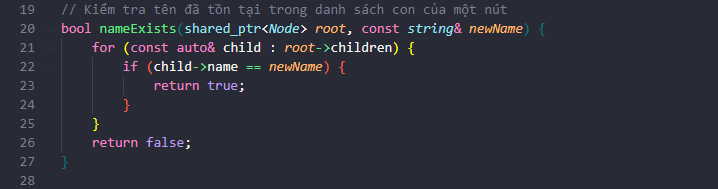 19 // Kiểm tra tên đã tồn tại trong danh sách con của một nút
20 bool nameExists(shared_ptr<Node> root, const string& newName) {
21     for (const auto& child : root->children) {
22         if (child->name == newName) {
23             return true;
24         }
25     }
26     return false;
27 }
28